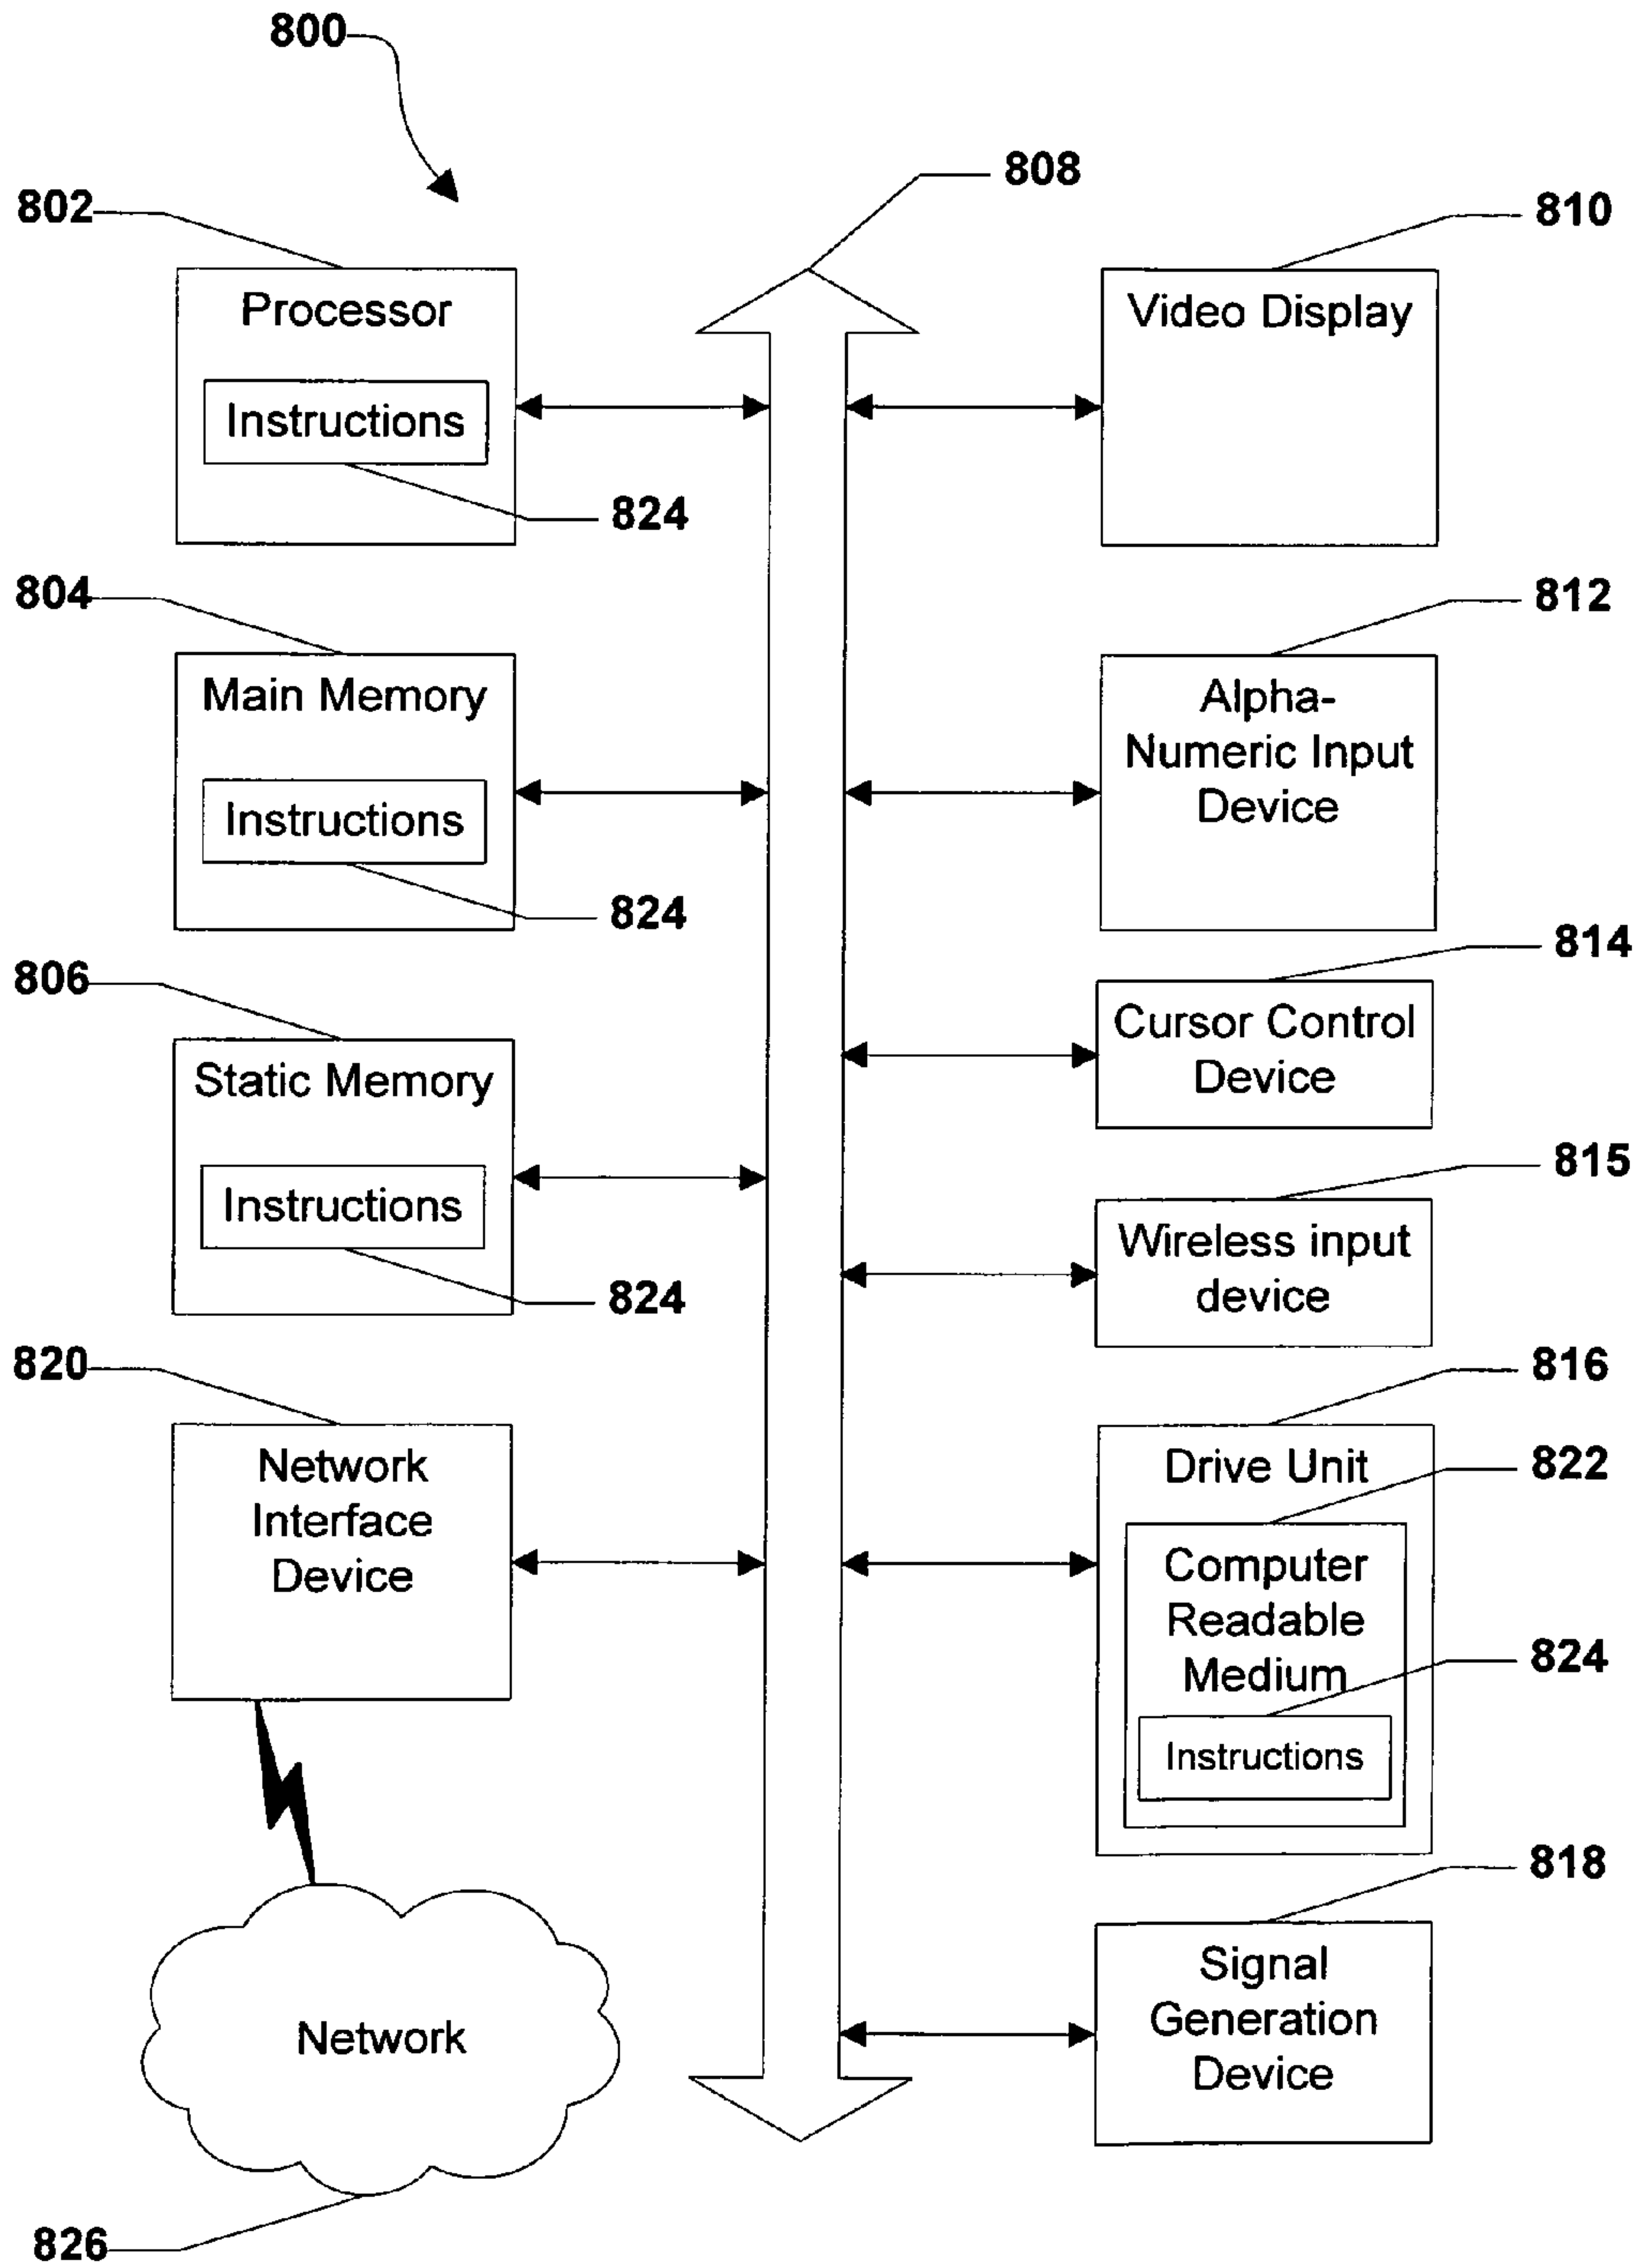 800
808
802
810
Processor
Video Display
Instructions
824
804
812
Main Memory
Alpha-
Numeric Input
Device
Instructions
824
814
806
Cursor Control
Device
Static Memory
815
Instructions
Wireless input
device
824
820
816
Network
Interface
Device
Drive Unit
822
Computer
Readable
Medium
824
Instructions
818
Signal
Generation
Device
Network
826